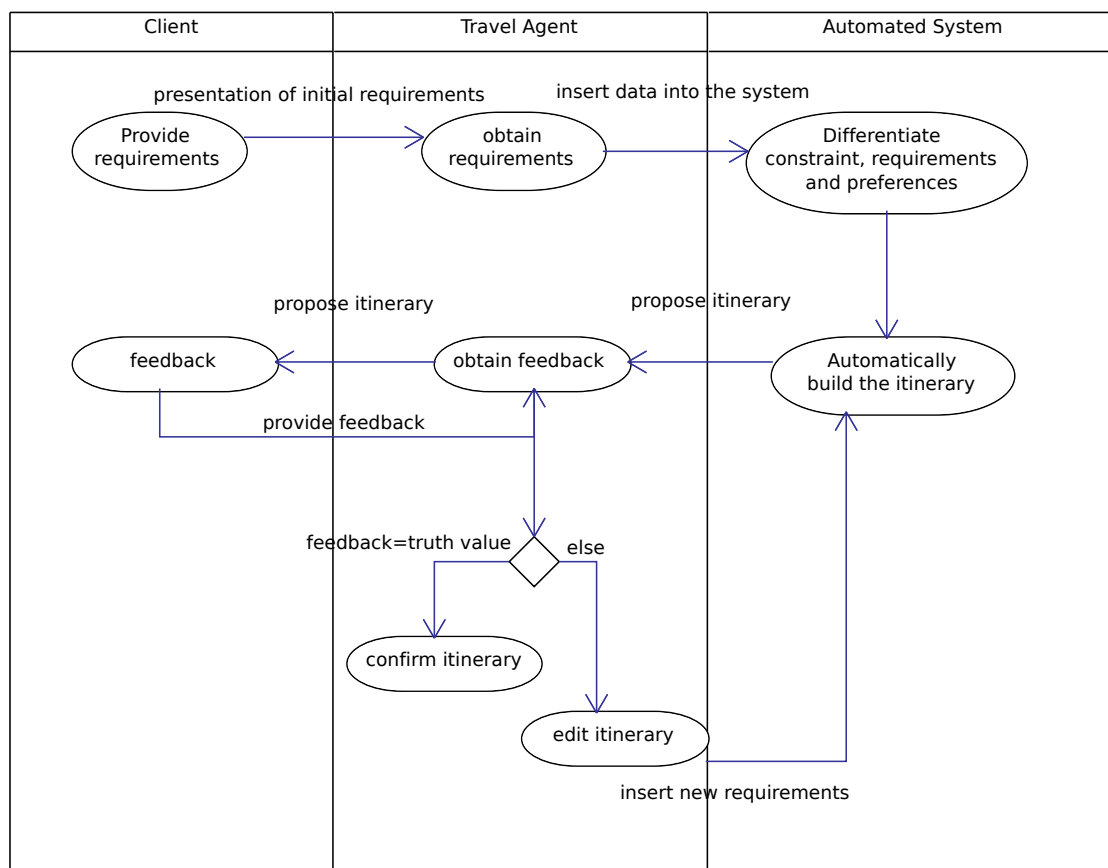 Client
Travel Agent
Automated System
presentation of initial requirements
insert data into the system
Provide
requirements
obtain
requirements
Differentiate
constraint, requirements
and preferences
propose itinerary
propose itinerary
feedback
obtain feedback
Automatically
build the itinerary
provide feedback
feedback=truth value
else
confirm itinerary
edit itinerary
insert new requirements